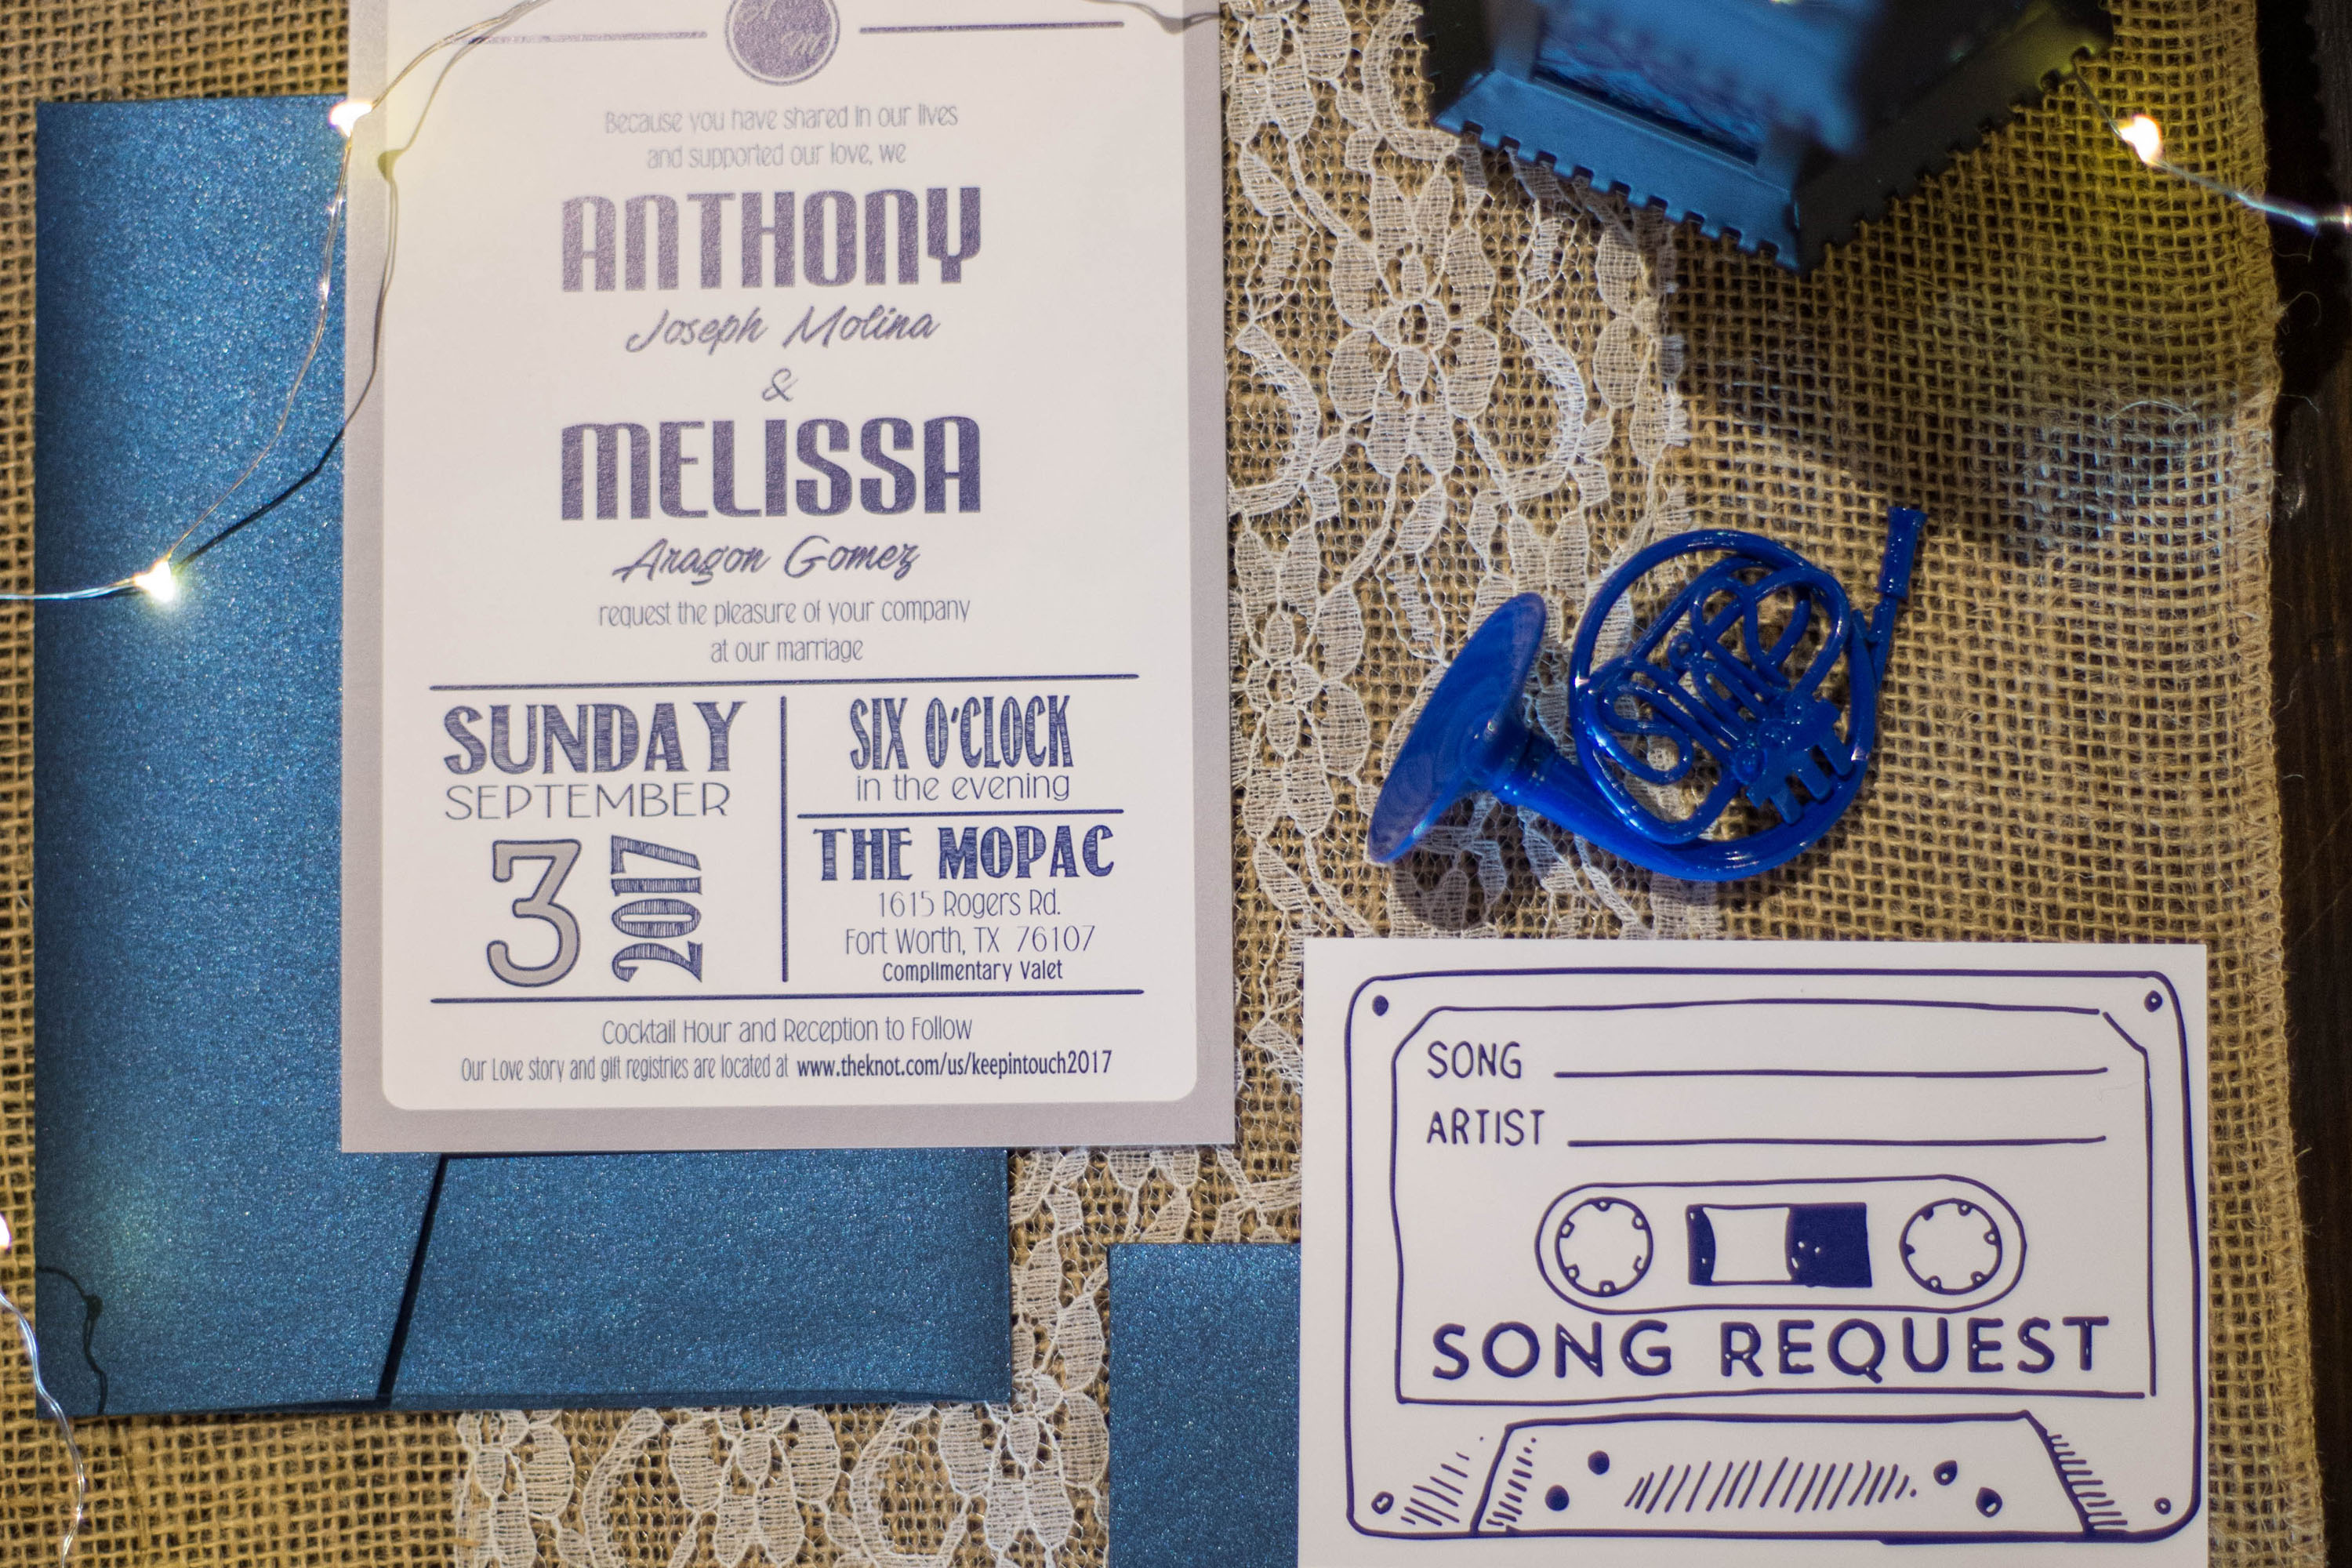 M
Because you have shared in our lives
and supported our love, we
ANTHONY
Joseph Molina
&
MELISSA
Aragon Gomez
request the pleasure of your company
at our marriage
SUNDAY
SEPTEMBER
3 2017
SIX O'CLOCK
in the evening
THE MOPAC
1615 Rogers Rd.
Fort Worth, TX 76107
Complimentary Valet
Cocktail Hour and Reception to Follow
Our Love story and gift registries are located at www.theknot.com/us/keepintouch2017
SONG
ARTIST
SONG REQUEST